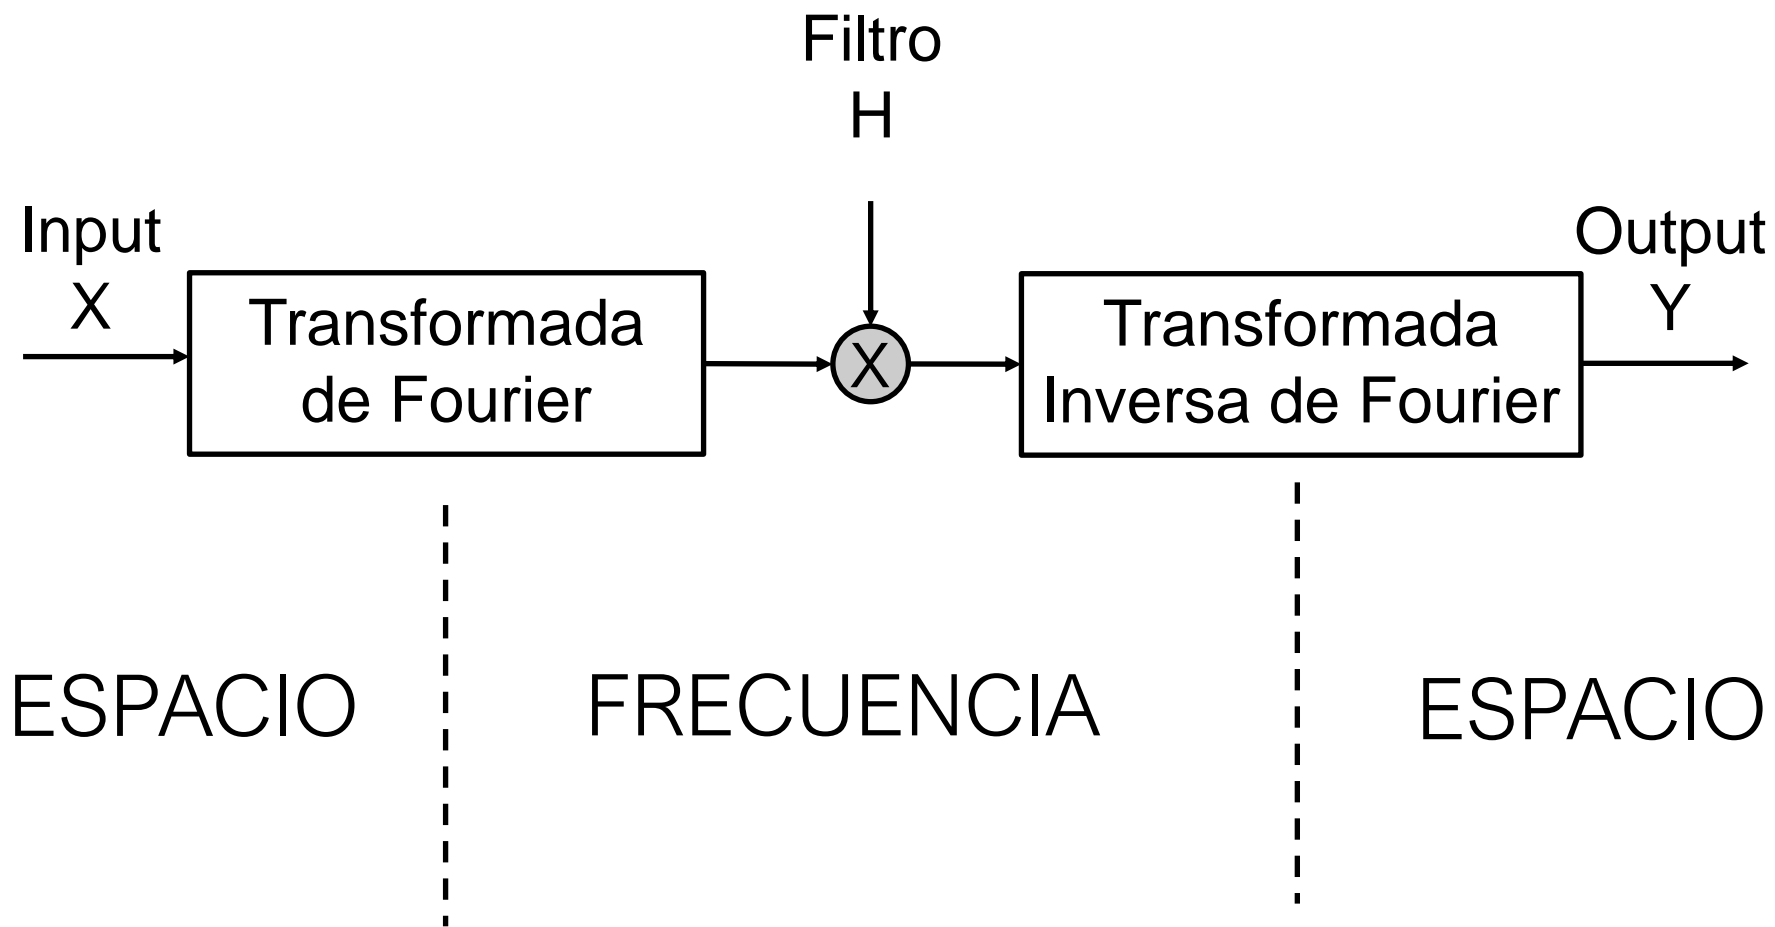 Filtro
H
Input
X
Transformada
de Fourier
X
Transformada
Inversa de Fourier
Output
Y
ESPACIO
FRECUENCIA
ESPACIO